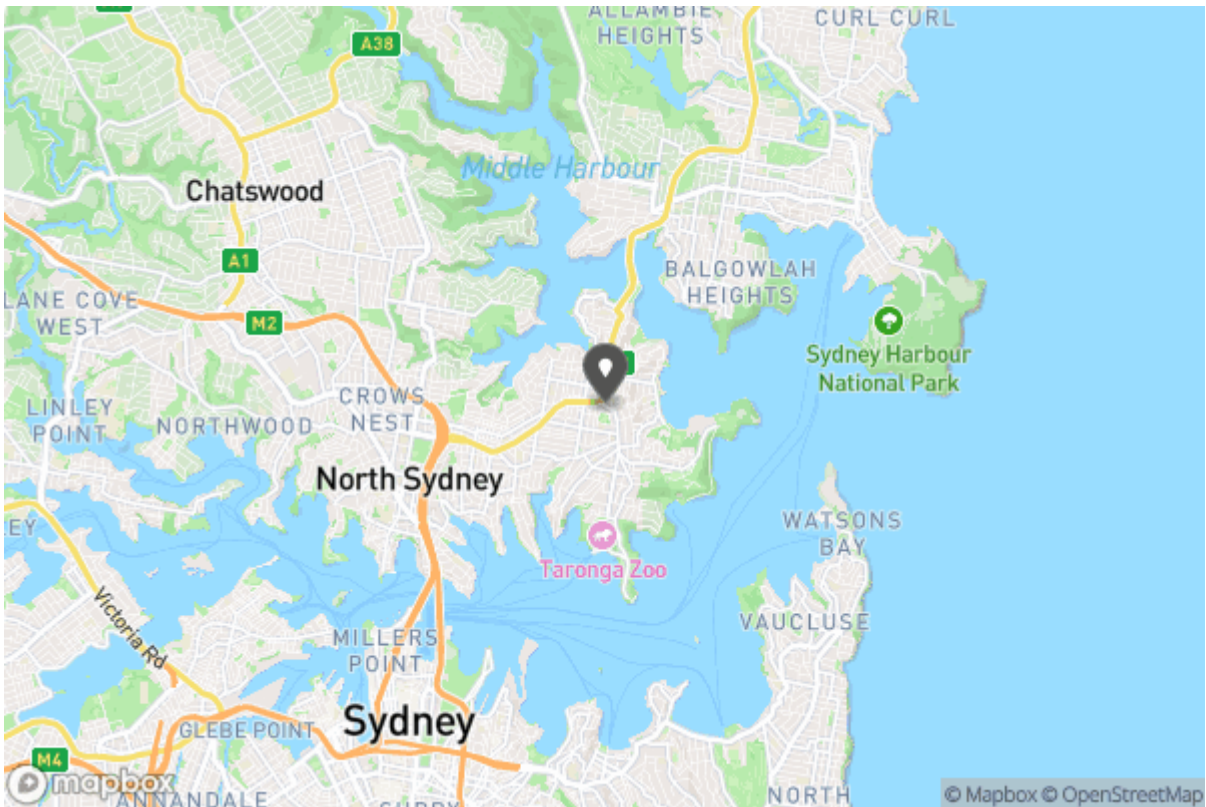 ALLAMBIE
HEIGHTS
CURL CURL
A38
Middle Harbour
Chatswood
A1
BALGOWLAH
HEIGHTS
LANE COVE
WEST
M2
Sydney Harbour
National Park
CROWS
NEST
LINLEY
POINT
NORTHWOOD
North Sydney
WATSONS
BAY
Taronga Zoo
Victoria Rd
VAUCLUSE
MILLERS
POINT
Sydney
GLEBE POINT
M4
mapbox
ANNANDALE
NORTH
© Mapbox © OpenStreetMap